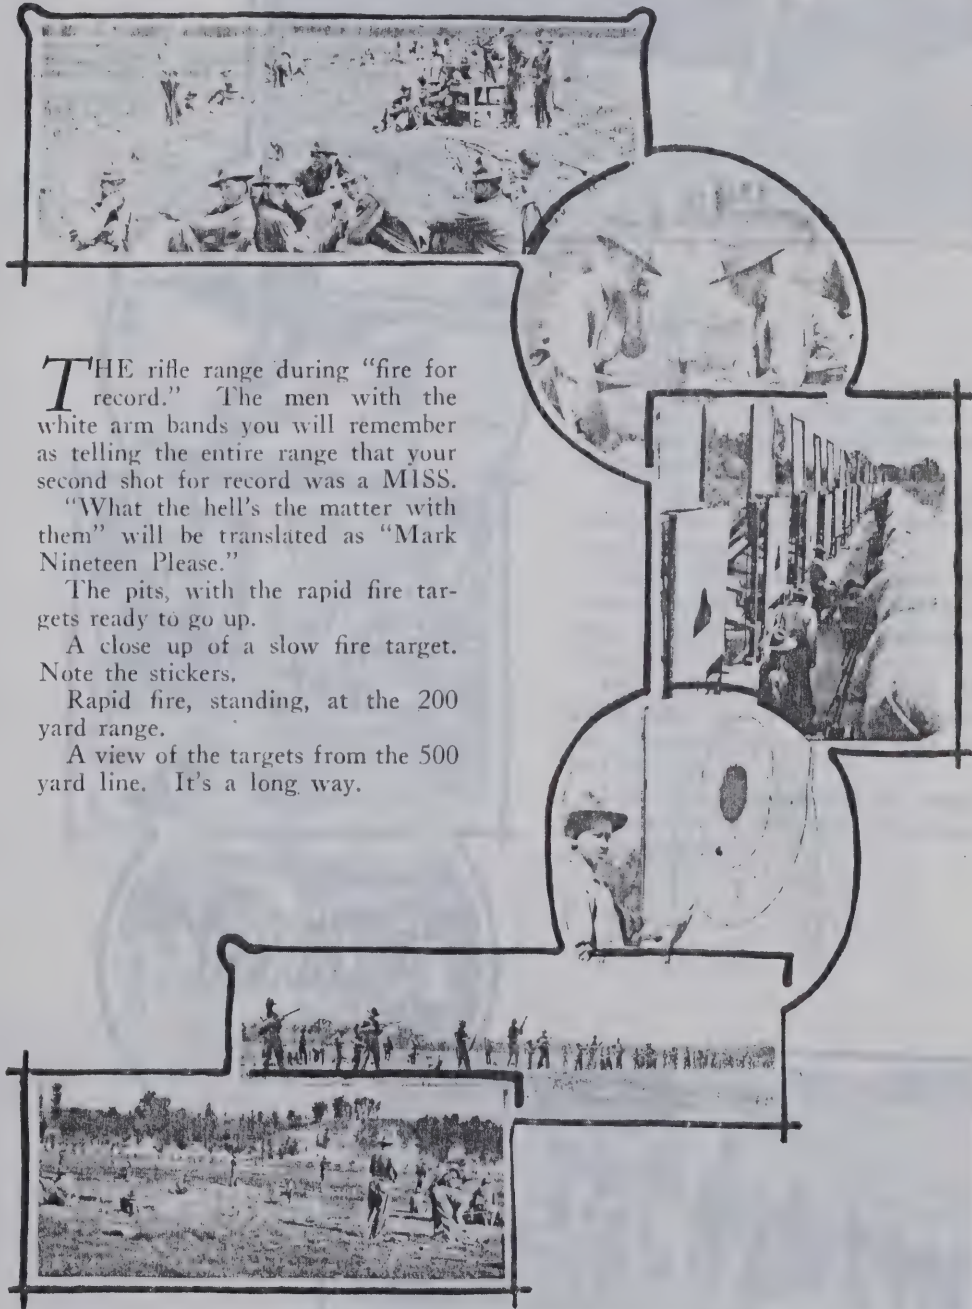 THE rifle range during “fire for
record.” The men with the
white arm bands you will remember
as telling the entire range that your
second shot for record was a MISS.
“What the hell's the matter with
them” will be translated as “Mark
Nineteen Please.”
The pits, with the rapid fire tar-
gets ready to go up.
A close up of a slow fire target.
Note the stickers.
Rapid fire, standing, at the 200
yard range.
A view of the targets from the 500
yard line. It's a long way.